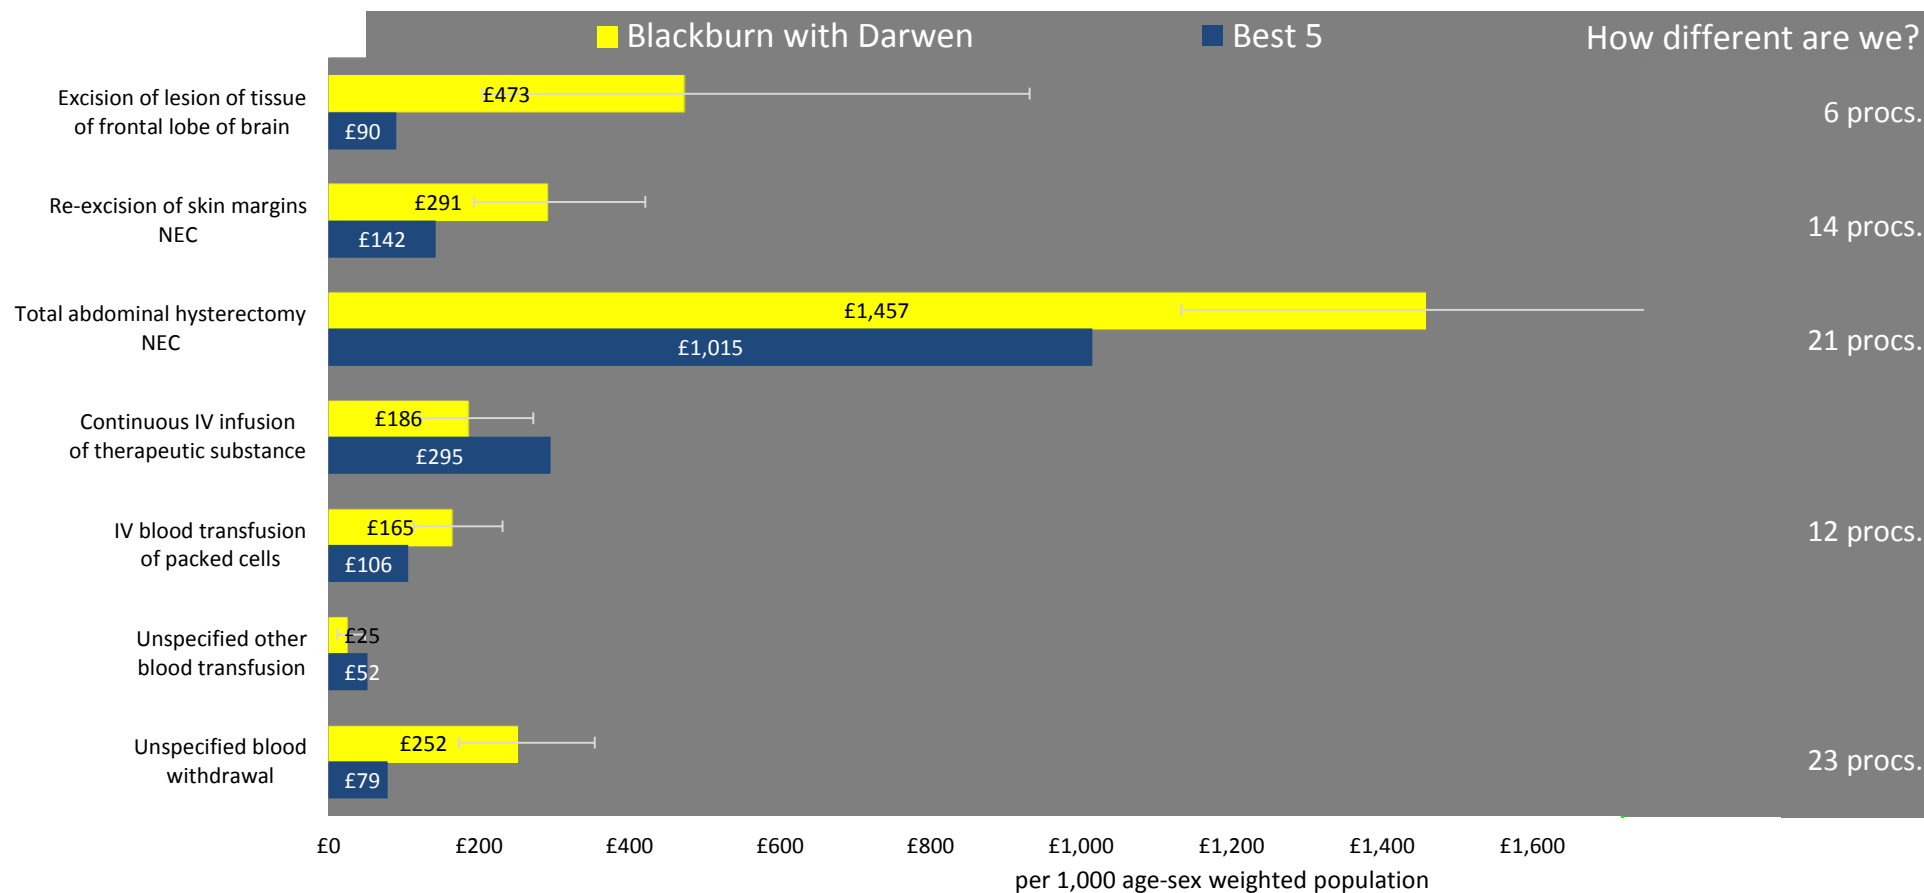 Blackburn with Darwen Best 5 How different are we?
Excision of lesion of tissue
of frontal lobe of brain
£473
£90
6 procs.
Re-excision of skin margins
NEC
£291
£142
14 procs.
Total abdominal hysterectomy
NEC
£1,457
£1,015
21 procs.
Continuous IV infusion
of therapeutic substance
£186
£295
IV blood transfusion
of packed cells
£165
£106
12 procs.
Unspecified other
blood transfusion
£25
£52
Unspecified blood
withdrawal
£252
£79
23 procs.
£0 £200 £400 £600 £800 £1,000 £1,200 £1,400 £1,600
per 1,000 age-sex weighted population